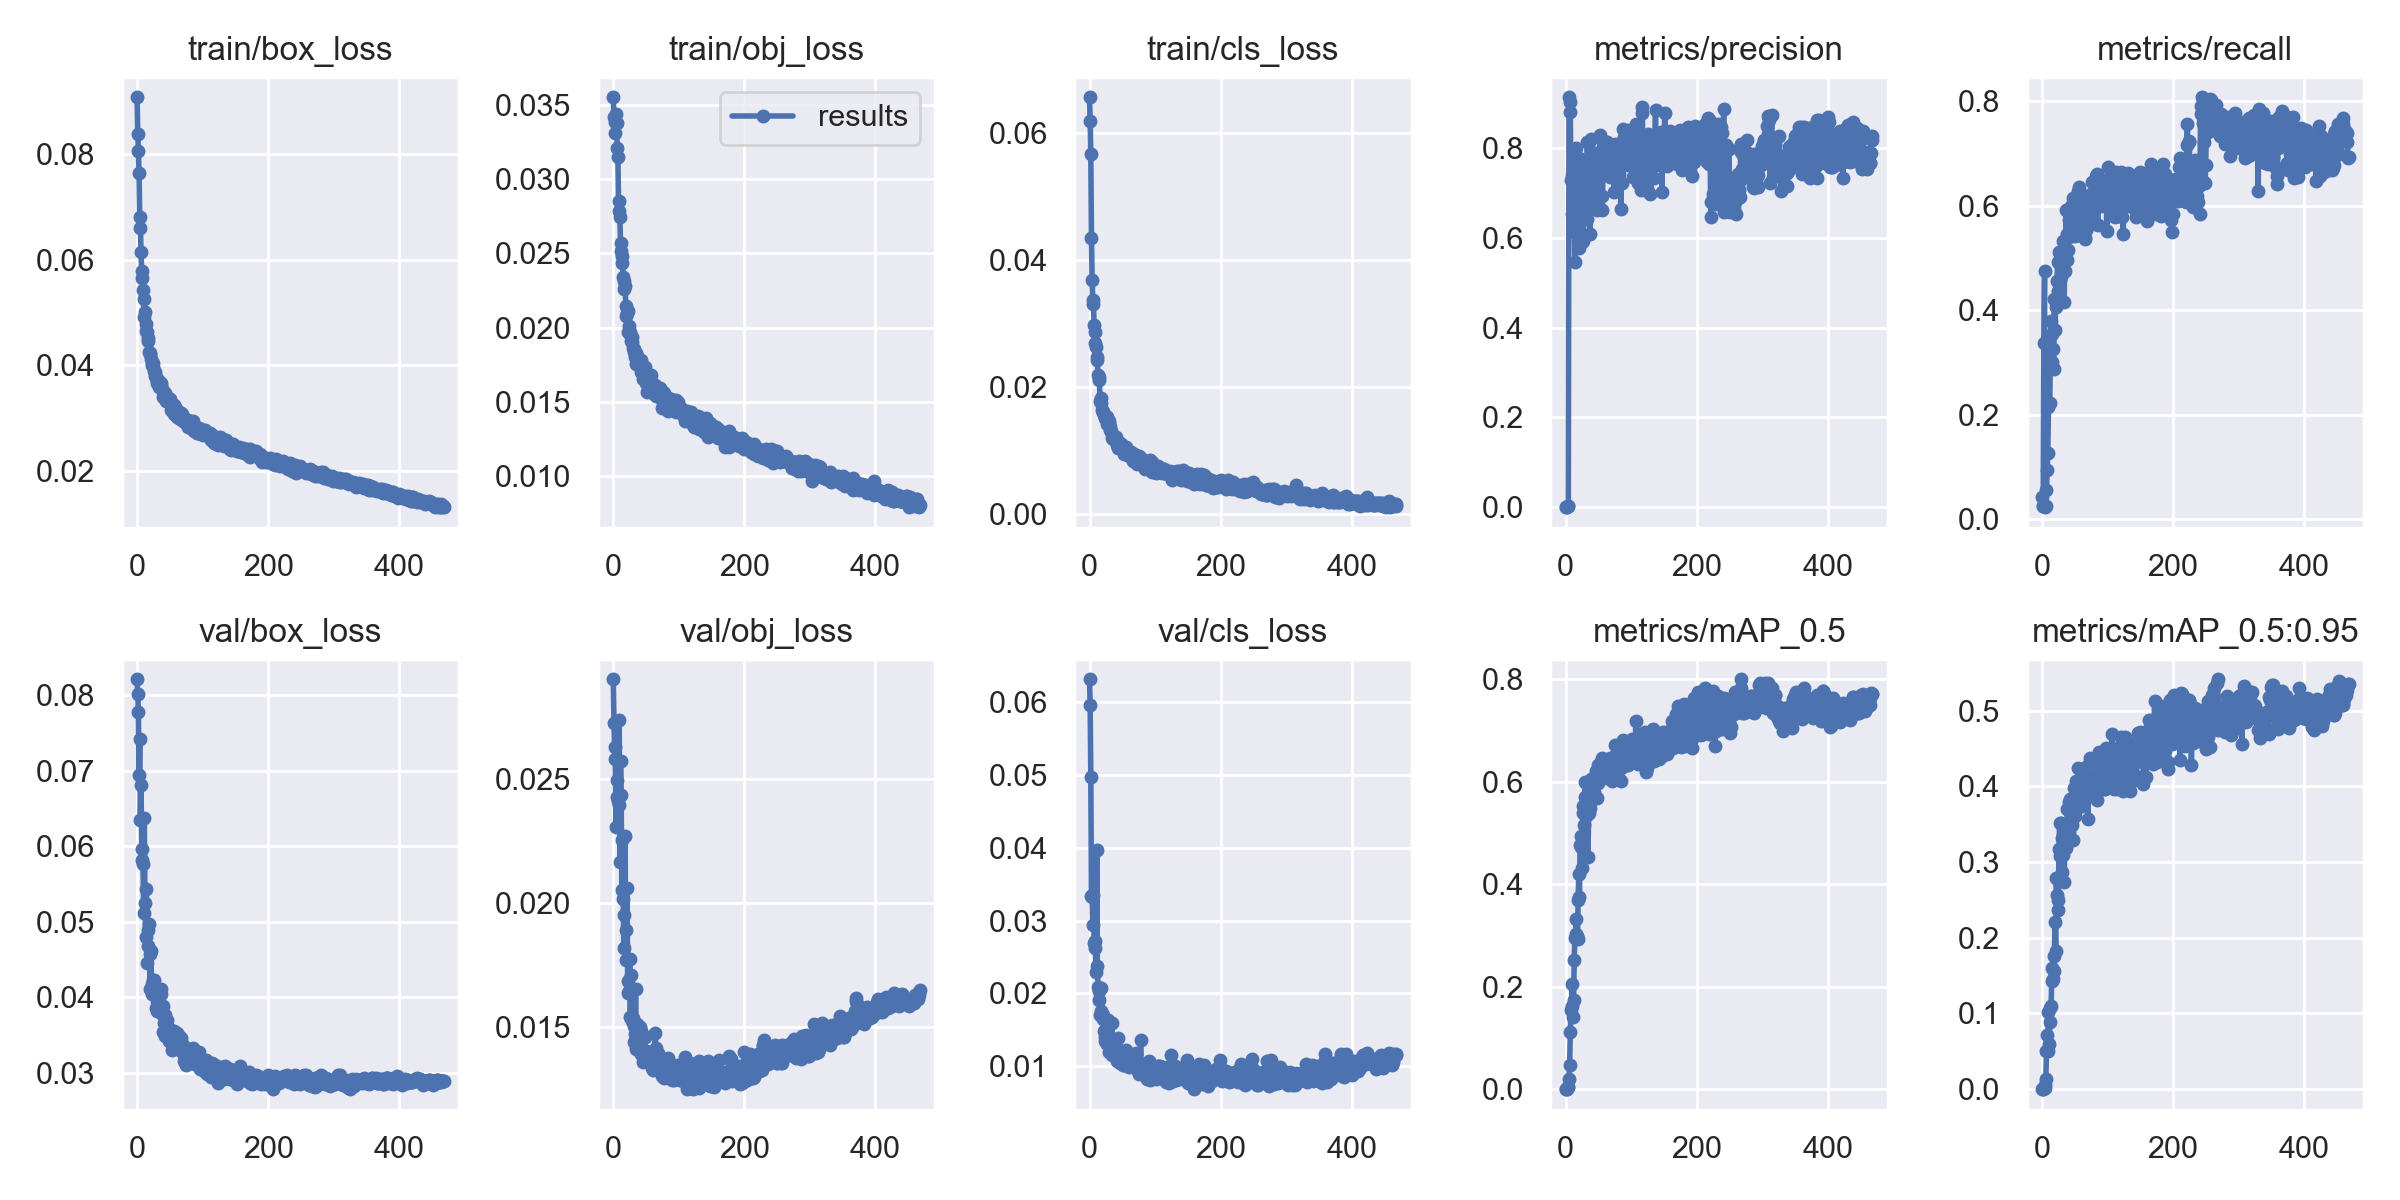 train/box_loss
0.08
0.06
0.04
0.02
0 200 400
train/obj_loss
results
0.035
0.030
0.025
0.020
0.015
0.010
0 200 400
train/cls_loss
0.06
0.04
0.02
0.00
0 200 400
metrics/precision
0.8
0.6
0.4
0.2
0.0
0 200 400
metrics/recall
0.8
0.6
0.4
0.2
0.0
0 200 400
val/box_loss
0.08
0.07
0.06
0.05
0.04
0.03
0 200 400
val/obj_loss
0.025
0.020
0.015
0 200 400
val/cls_loss
0.06
0.05
0.04
0.03
0.02
0.01
0 200 400
metrics/mAP_0.5
0.8
0.6
0.4
0.2
0.0
0 200 400
metrics/mAP_0.5:0.95
0.5
0.4
0.3
0.2
0.1
0.0
0 200 400